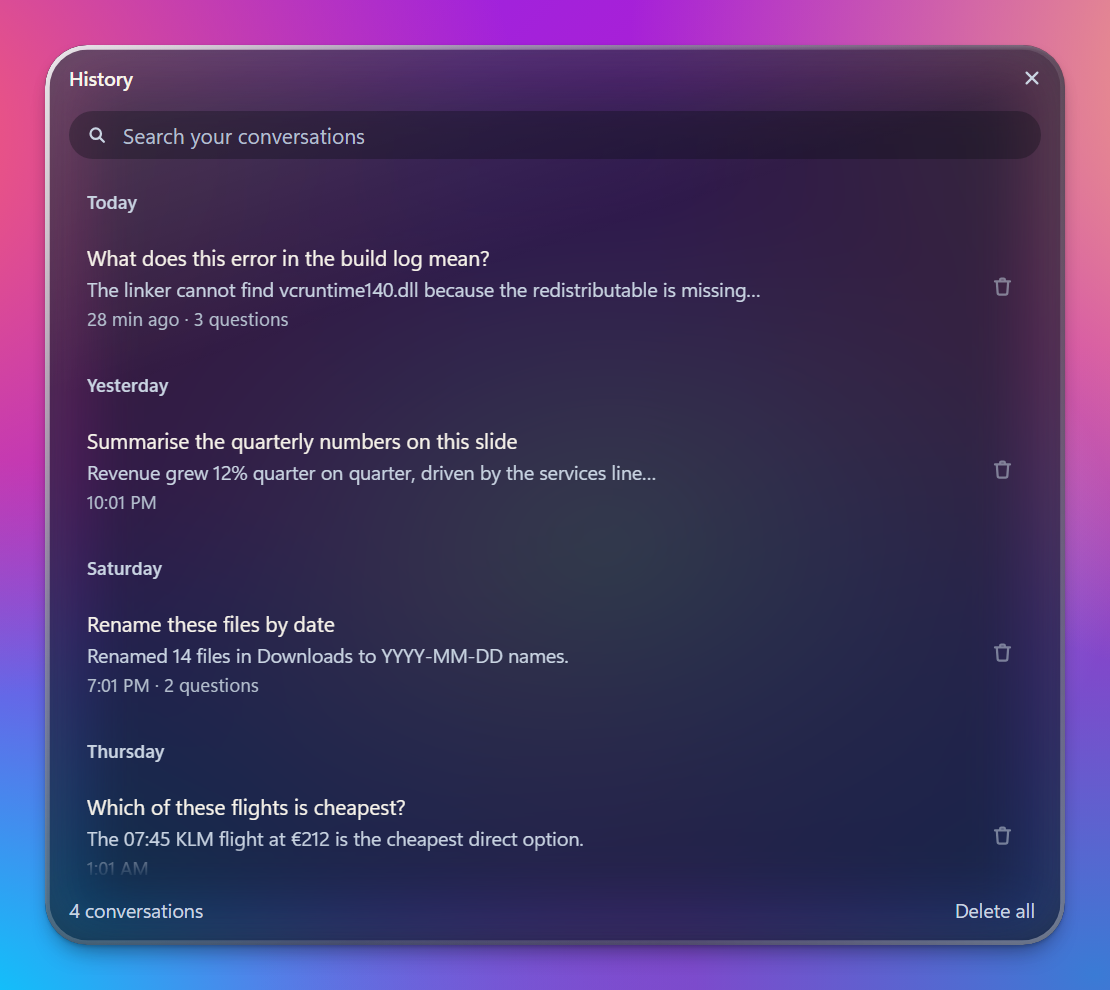 History
Search your conversations
Today
What does this error in the build log mean?
The linker cannot find vcruntime140.dll because the redistributable is missing...
28 min ago · 3 questions
Yesterday
Summarise the quarterly numbers on this slide
Revenue grew 12% quarter on quarter, driven by the services line...
10:01 PM
Saturday
Rename these files by date
Renamed 14 files in Downloads to YYYY-MM-DD names.
7:01 PM · 2 questions
Thursday
Which of these flights is cheapest?
The 07:45 KLM flight at €212 is the cheapest direct option.
1:01 AM
4 conversations
Delete all